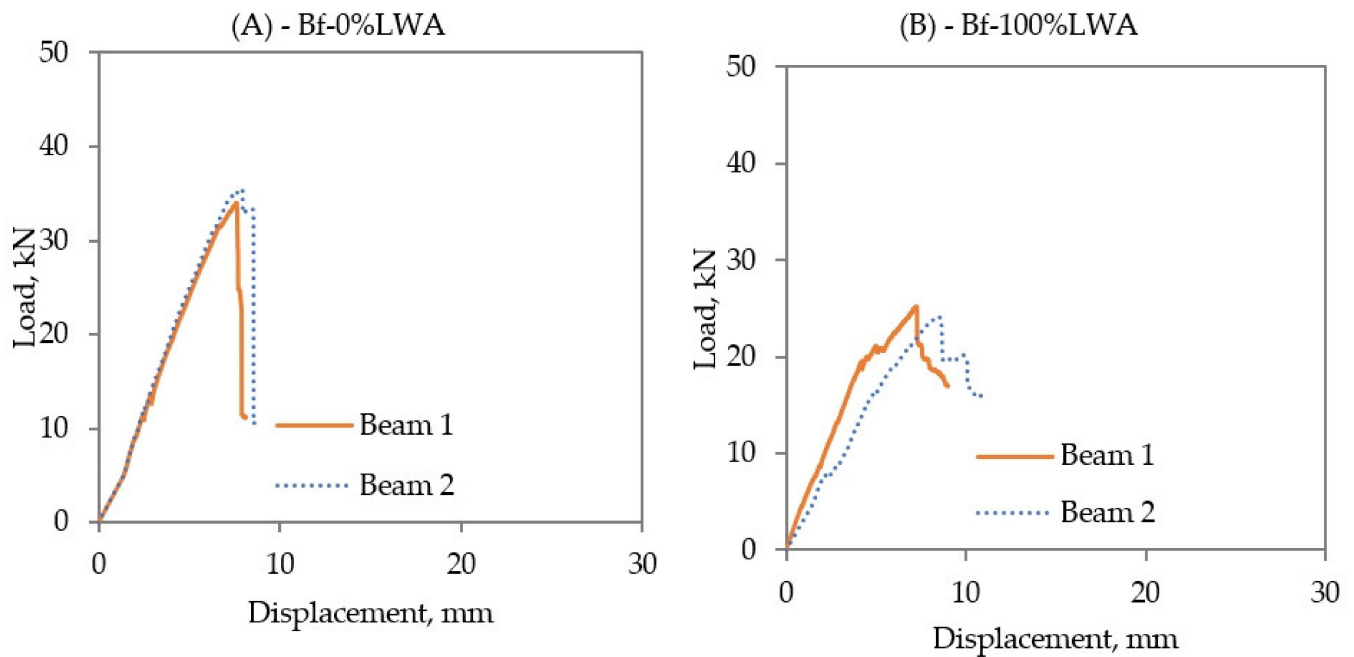 (A) - Bf-0%LWA
50
40
30
20
10
0
Load, kN
0 10 20 30
Displacement, mm
Beam 1
Beam 2
(B) - Bf-100%LWA
50
40
30
20
10
0
Load, kN
0 10 20 30
Displacement, mm
Beam 1
Beam 2